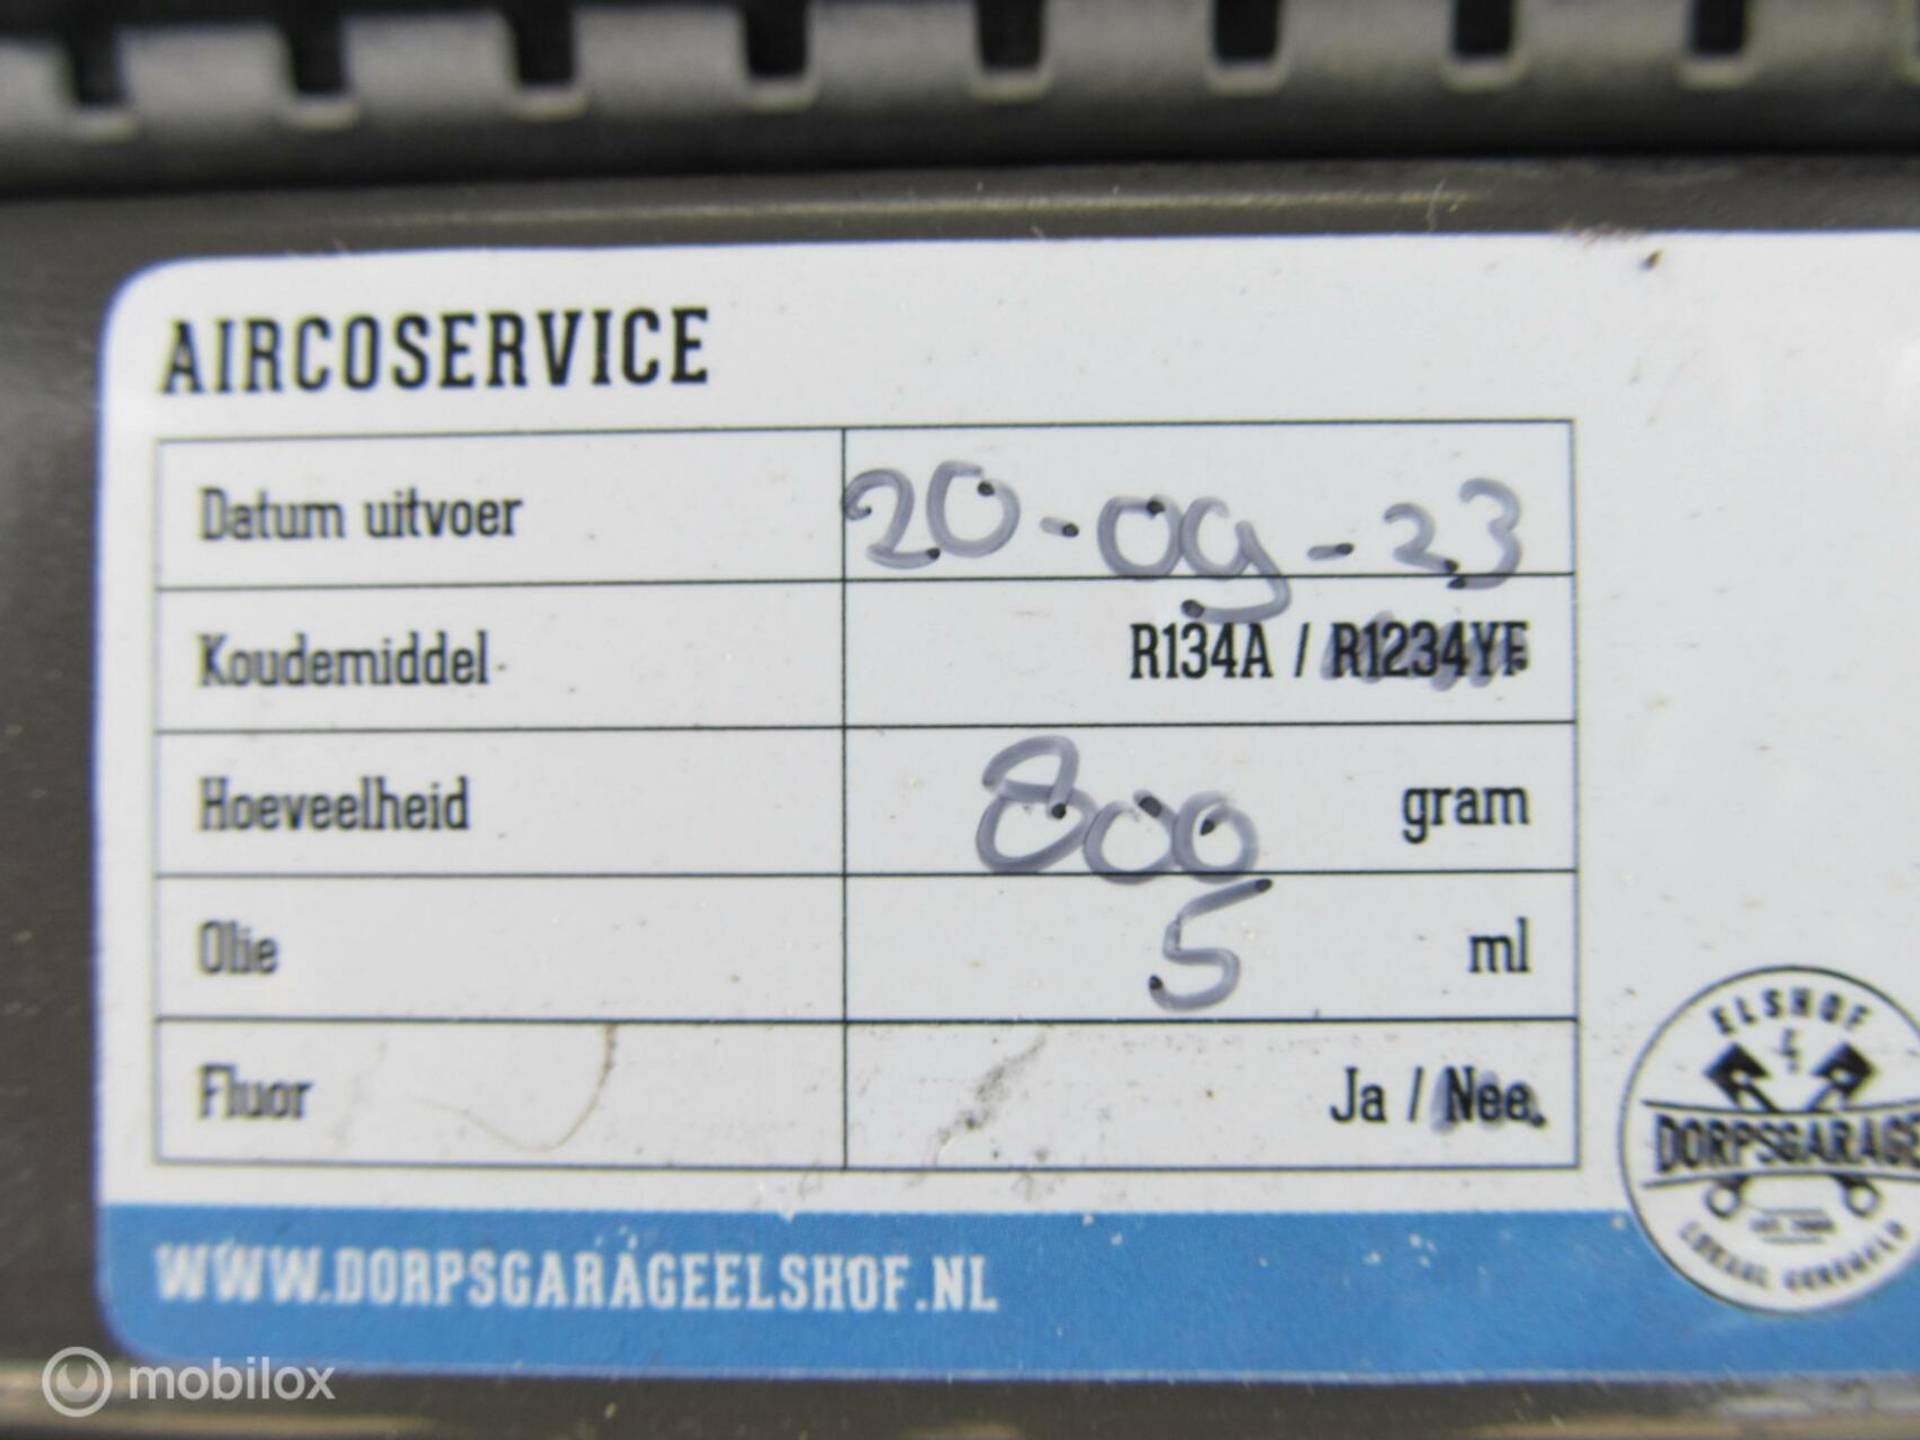 AIRCOSERVICE
Datum uitvoer 20-09-23
Koudemiddel R134A / R1234YF
Hoeveelheid 800 gram
Olie 5 ml
Fluor Ja / Nee
ELSHOF
DORPSGARAGE
WWW.DORPSGARAGEELSHOF.NL
mobilox